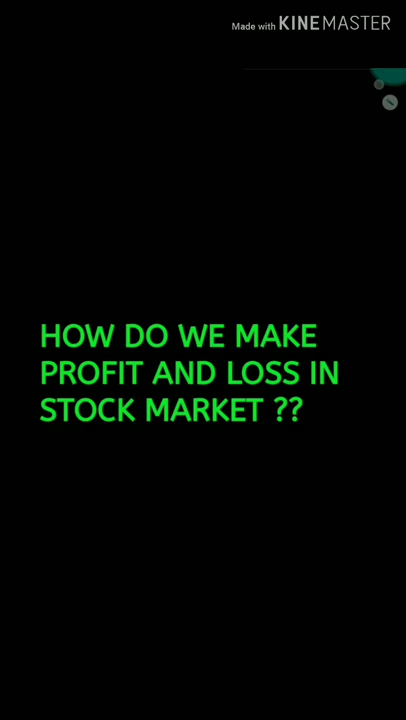 Made with KINEMASTER
HOW DO WE MAKE
PROFIT AND LOSS IN
STOCK MARKET ??